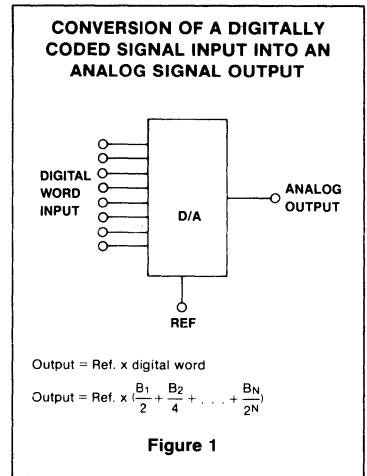 CONVERSION OF A DIGITALLY
CODED SIGNAL INPUT INTO AN
ANALOG SIGNAL OUTPUT
DIGITAL
WORD
INPUT
D/A
ANALOG
OUTPUT
REF
Output = Ref. x digital word
Output = Ref. x (B1/2 + B2/4 + . . . + BN/2N)
Figure 1